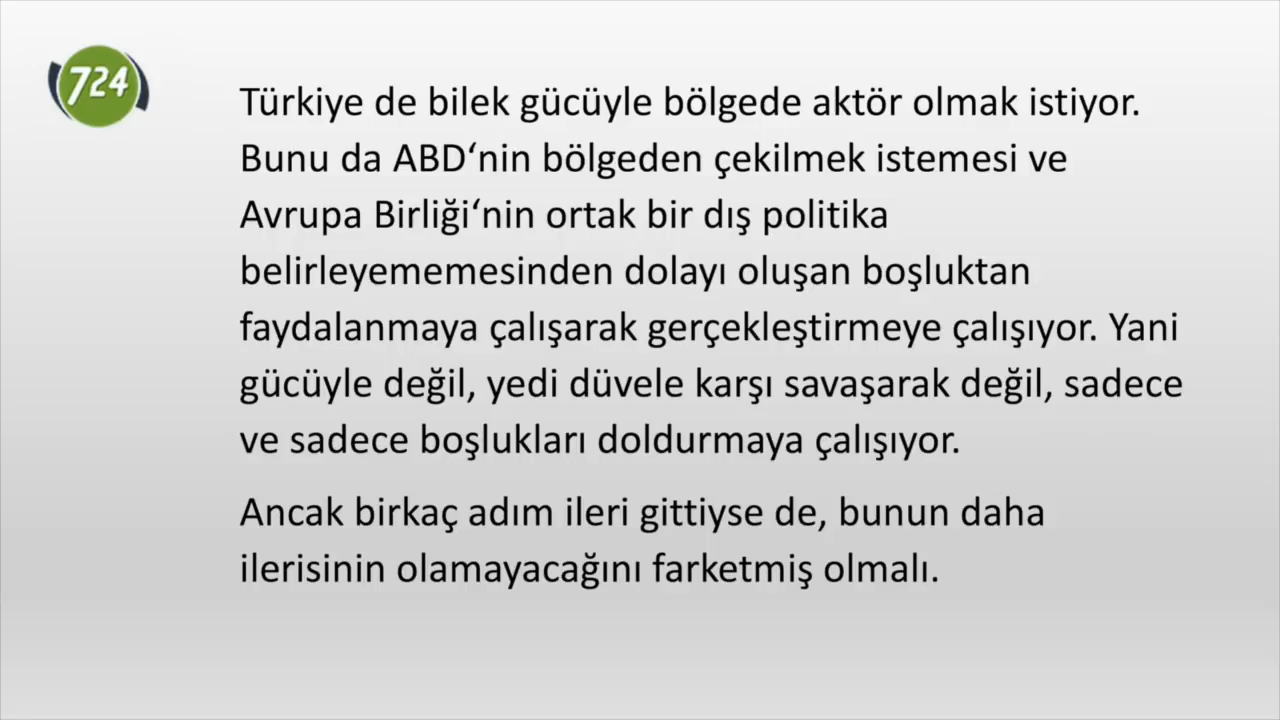 724
Türkiye de bilek gücüyle bölgede aktör olmak istiyor.
Bunu da ABD‘nin bölgeden çekilmek istemesi ve
Avrupa Birliği‘nin ortak bir dış politika
belirleyememesinden dolayı oluşan boşluktan
faydalanmaya çalışarak gerçekleştirmeye çalışıyor. Yani
gücüyle değil, yedi düvele karşı savaşarak değil, sadece
ve sadece boşlukları doldurmaya çalışıyor.
Ancak birkaç adım ileri gittiyse de, bunun daha
ilerisinin olamayacağını farketmiş olmalı.